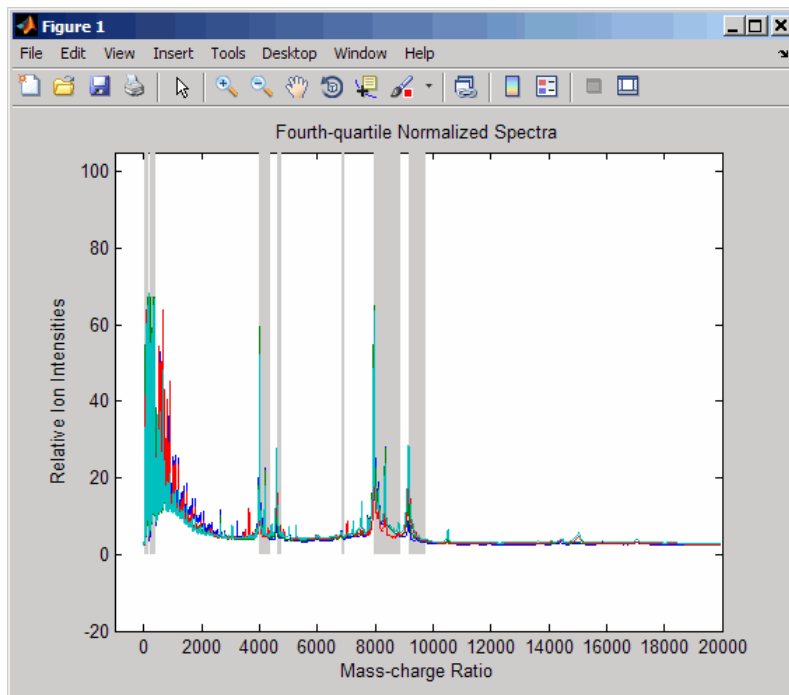 Figure 1
File Edit View Insert Tools Desktop Window Help
Fourth-quartile Normalized Spectra
100
80
60
40
20
0
-20
Relative Ion Intensities
0 2000 4000 6000 8000 10000 12000 14000 16000 18000 20000
Mass-charge Ratio